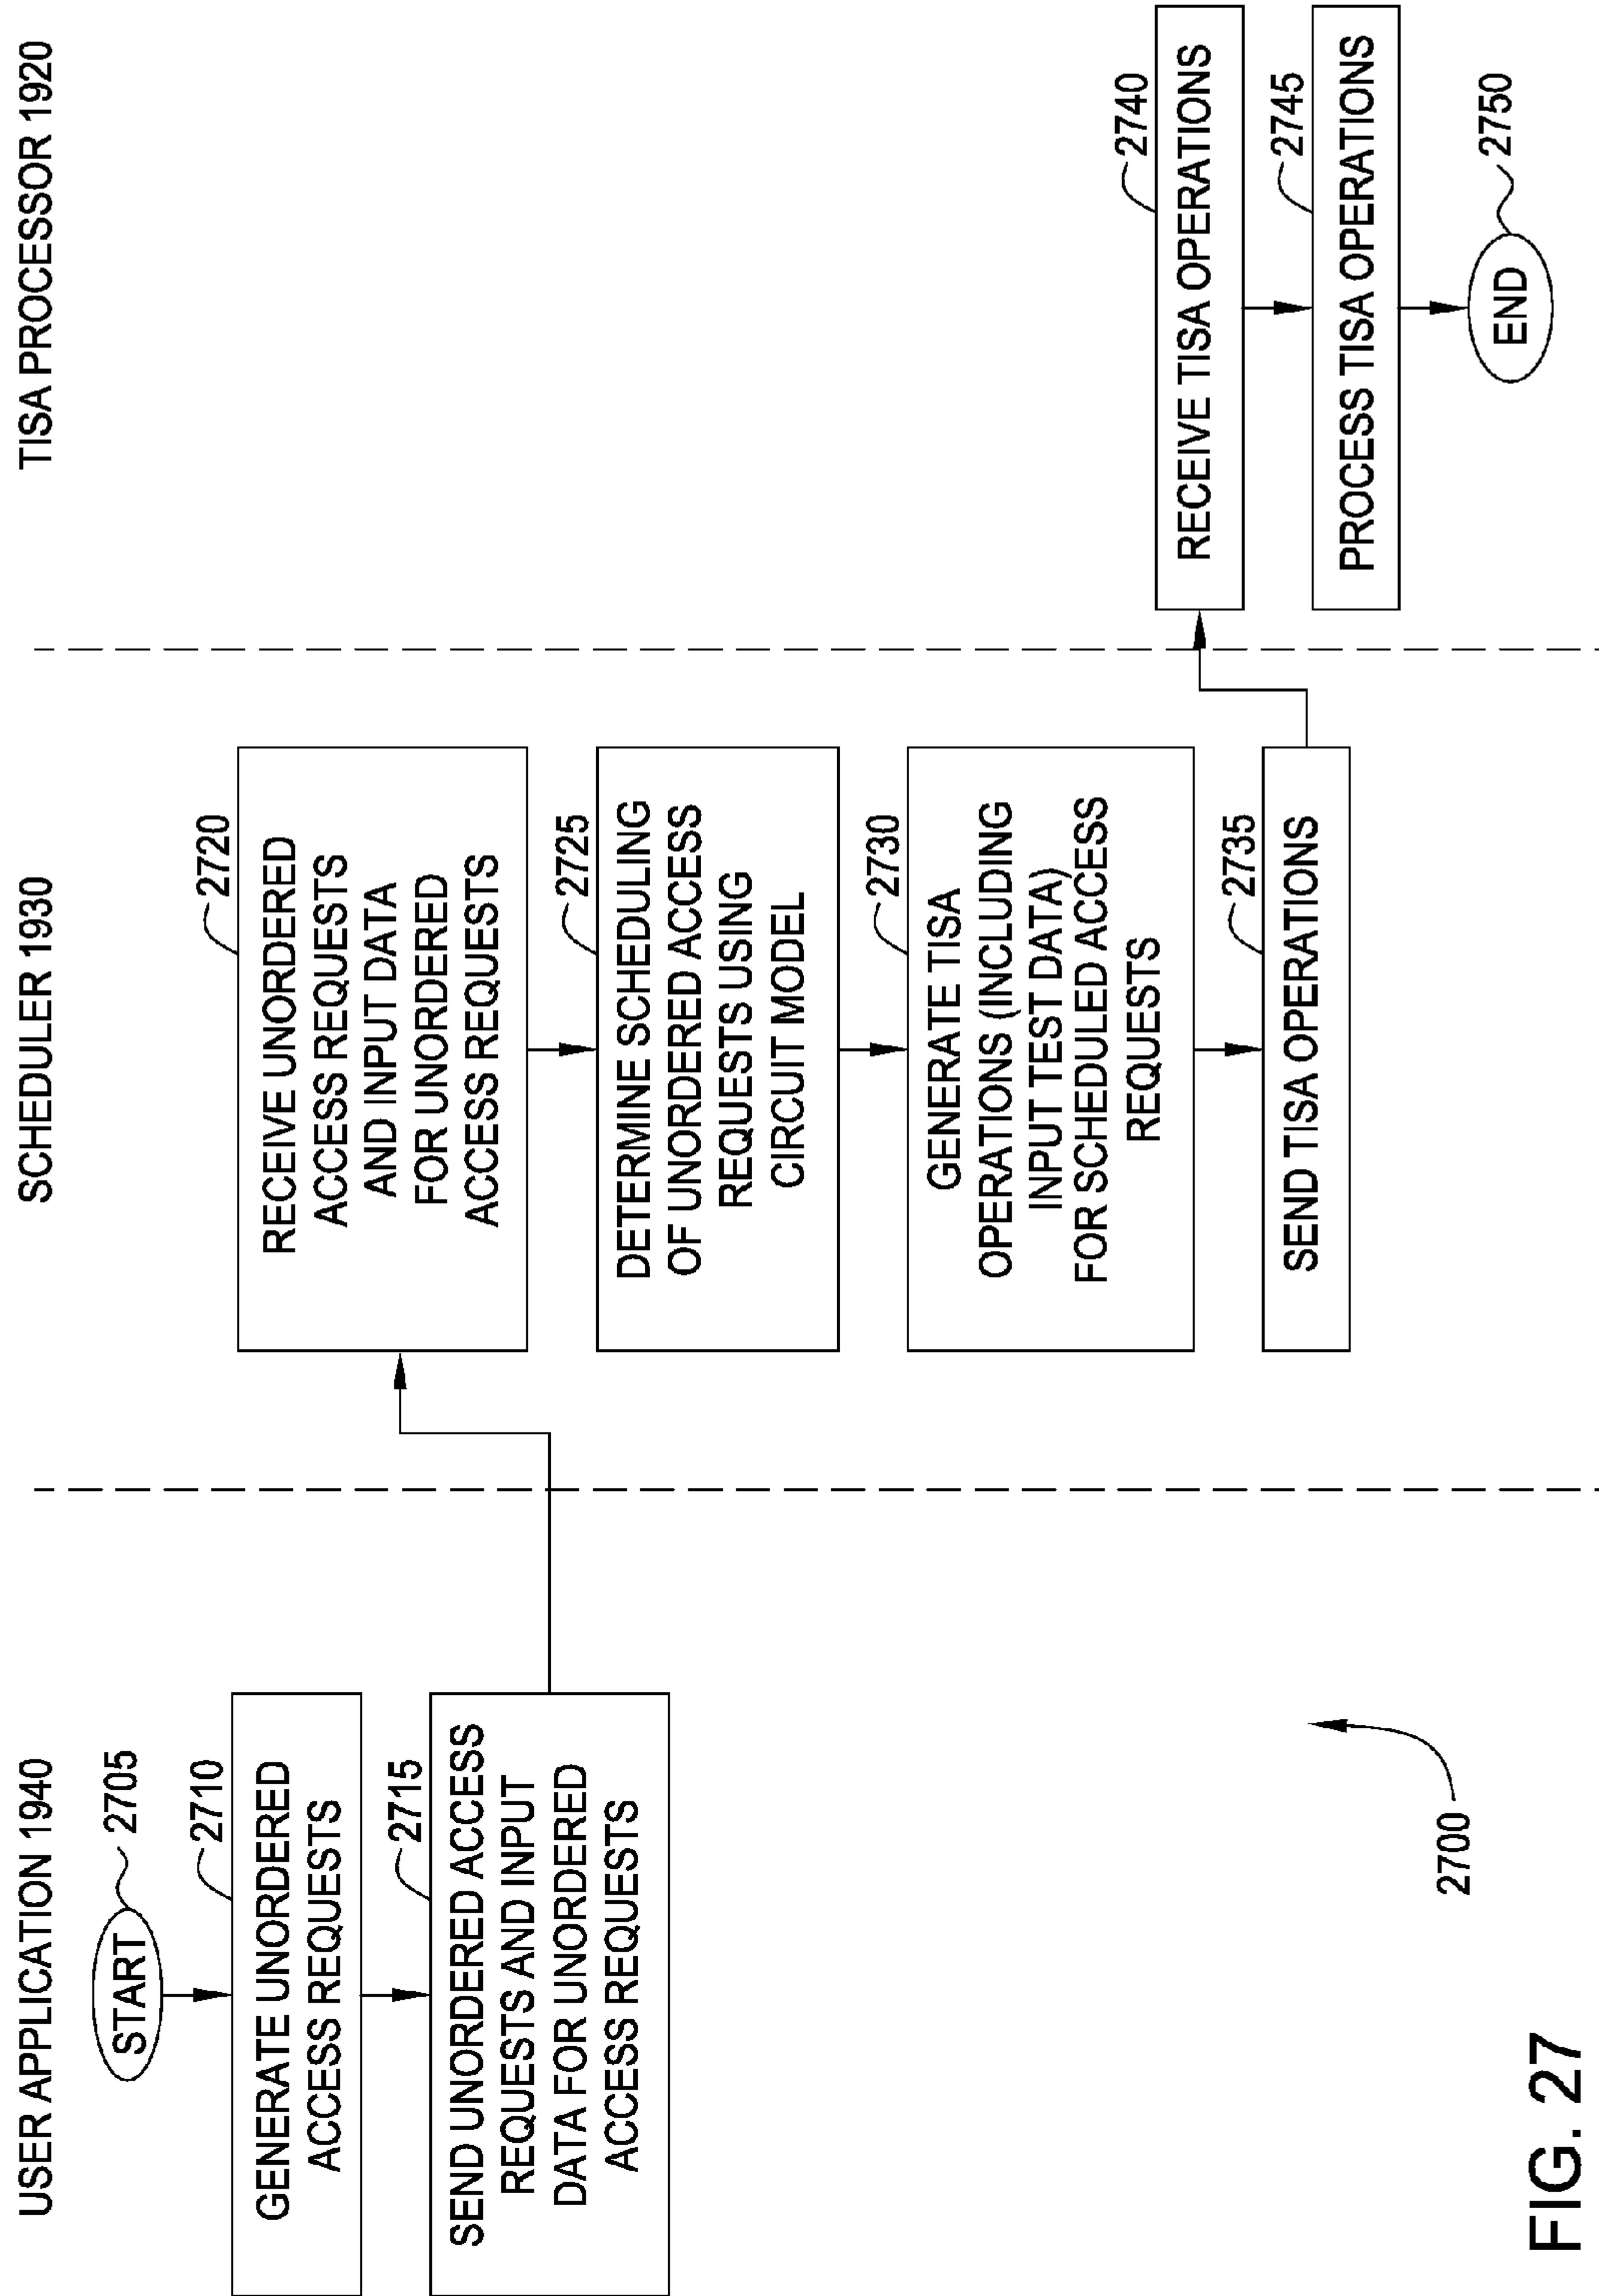 USER APPLICATION 1940
START
2705
2710
GENERATE UNORDERED
ACCESS REQUESTS
2715
SEND UNORDERED ACCESS
REQUESTS AND INPUT
DATA FOR UNORDERED
ACCESS REQUESTS
SCHEDULER 1930
2720
RECEIVE UNORDERED
ACCESS REQUESTS
AND INPUT DATA
FOR UNORDERED
ACCESS REQUESTS
2725
DETERMINE SCHEDULING
OF UNORDERED ACCESS
REQUESTS USING
CIRCUIT MODEL
2730
GENERATE TISA
OPERATIONS (INCLUDING
INPUT TEST DATA)
FOR SCHEDULED ACCESS
REQUESTS
2735
SEND TISA OPERATIONS
TISA PROCESSOR 1920
2740
RECEIVE TISA OPERATIONS
2745
PROCESS TISA OPERATIONS
END
2750
2700
FIG. 27